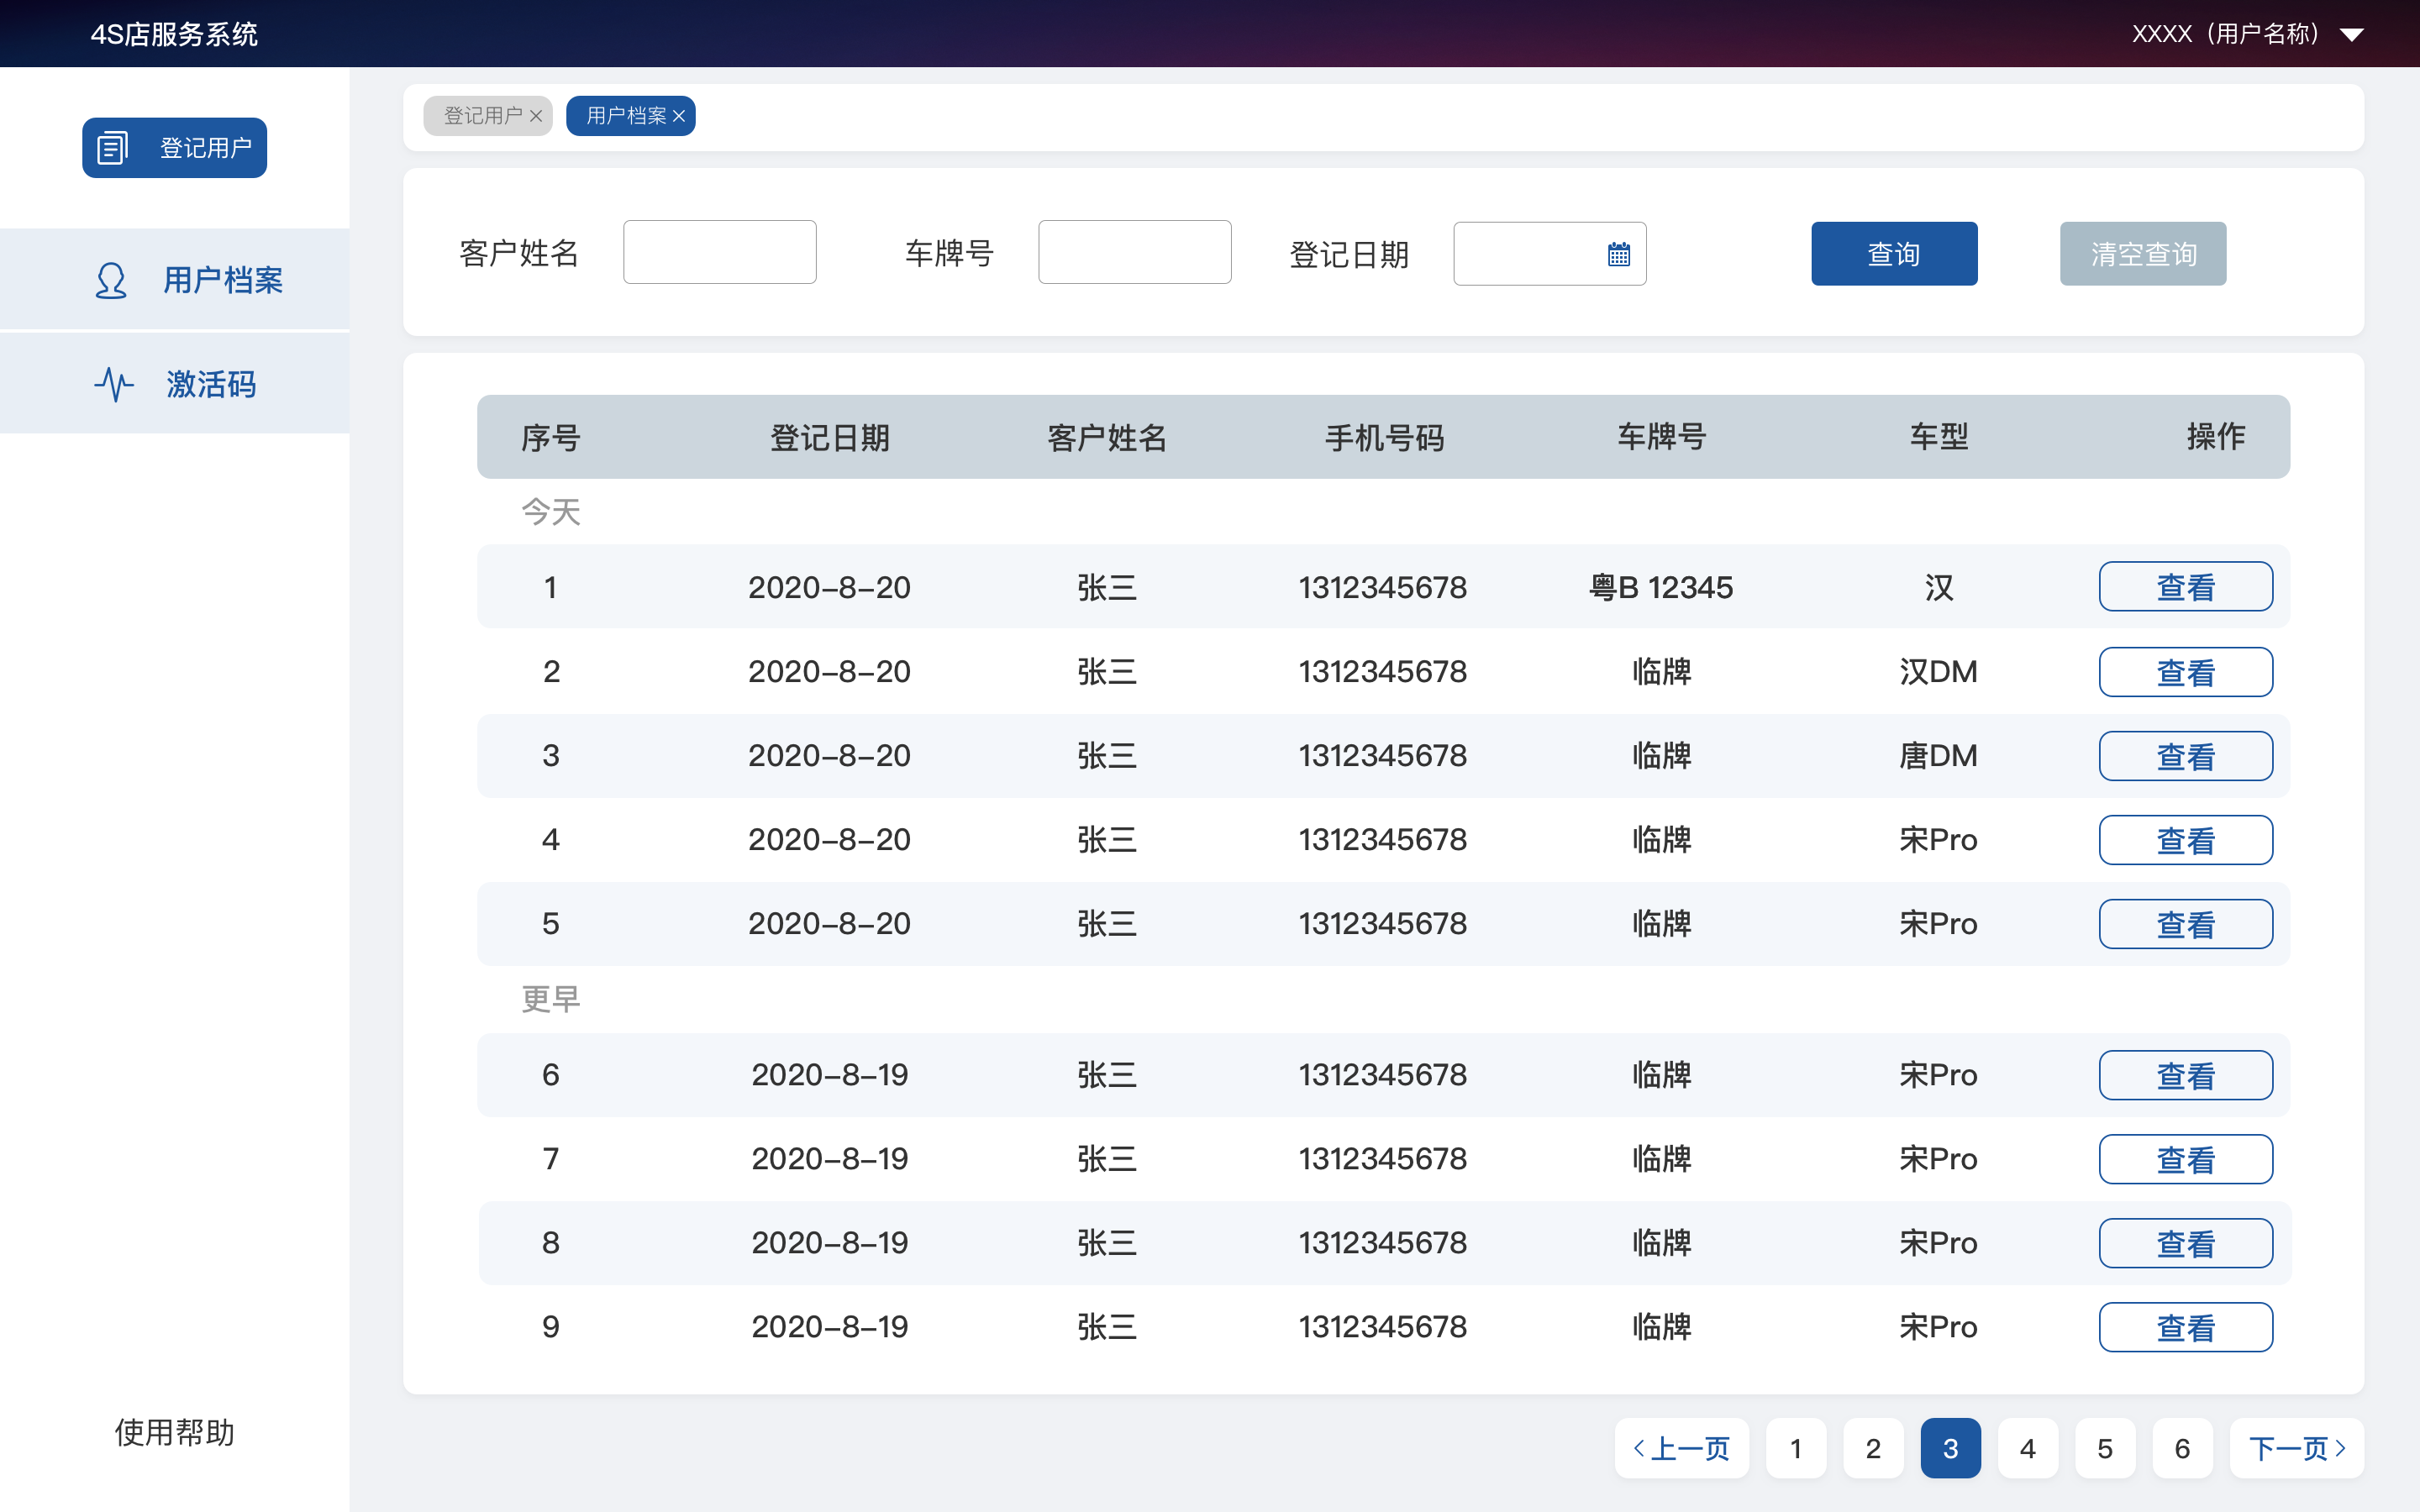 4S店服务系统 XXXX（用户名称）
登记用户
用户档案
激活码
使用帮助
登记用户 用户档案
客户姓名 车牌号 登记日期 查询 清空查询
序号 登记日期 客户姓名 手机号码 车牌号 车型 操作
今天
1 2020-8-20 张三 1312345678 粤B 12345 汉 查看
2 2020-8-20 张三 1312345678 临牌 汉DM 查看
3 2020-8-20 张三 1312345678 临牌 唐DM 查看
4 2020-8-20 张三 1312345678 临牌 宋Pro 查看
5 2020-8-20 张三 1312345678 临牌 宋Pro 查看
更早
6 2020-8-19 张三 1312345678 临牌 宋Pro 查看
7 2020-8-19 张三 1312345678 临牌 宋Pro 查看
8 2020-8-19 张三 1312345678 临牌 宋Pro 查看
9 2020-8-19 张三 1312345678 临牌 宋Pro 查看
上一页 1 2 3 4 5 6 下一页